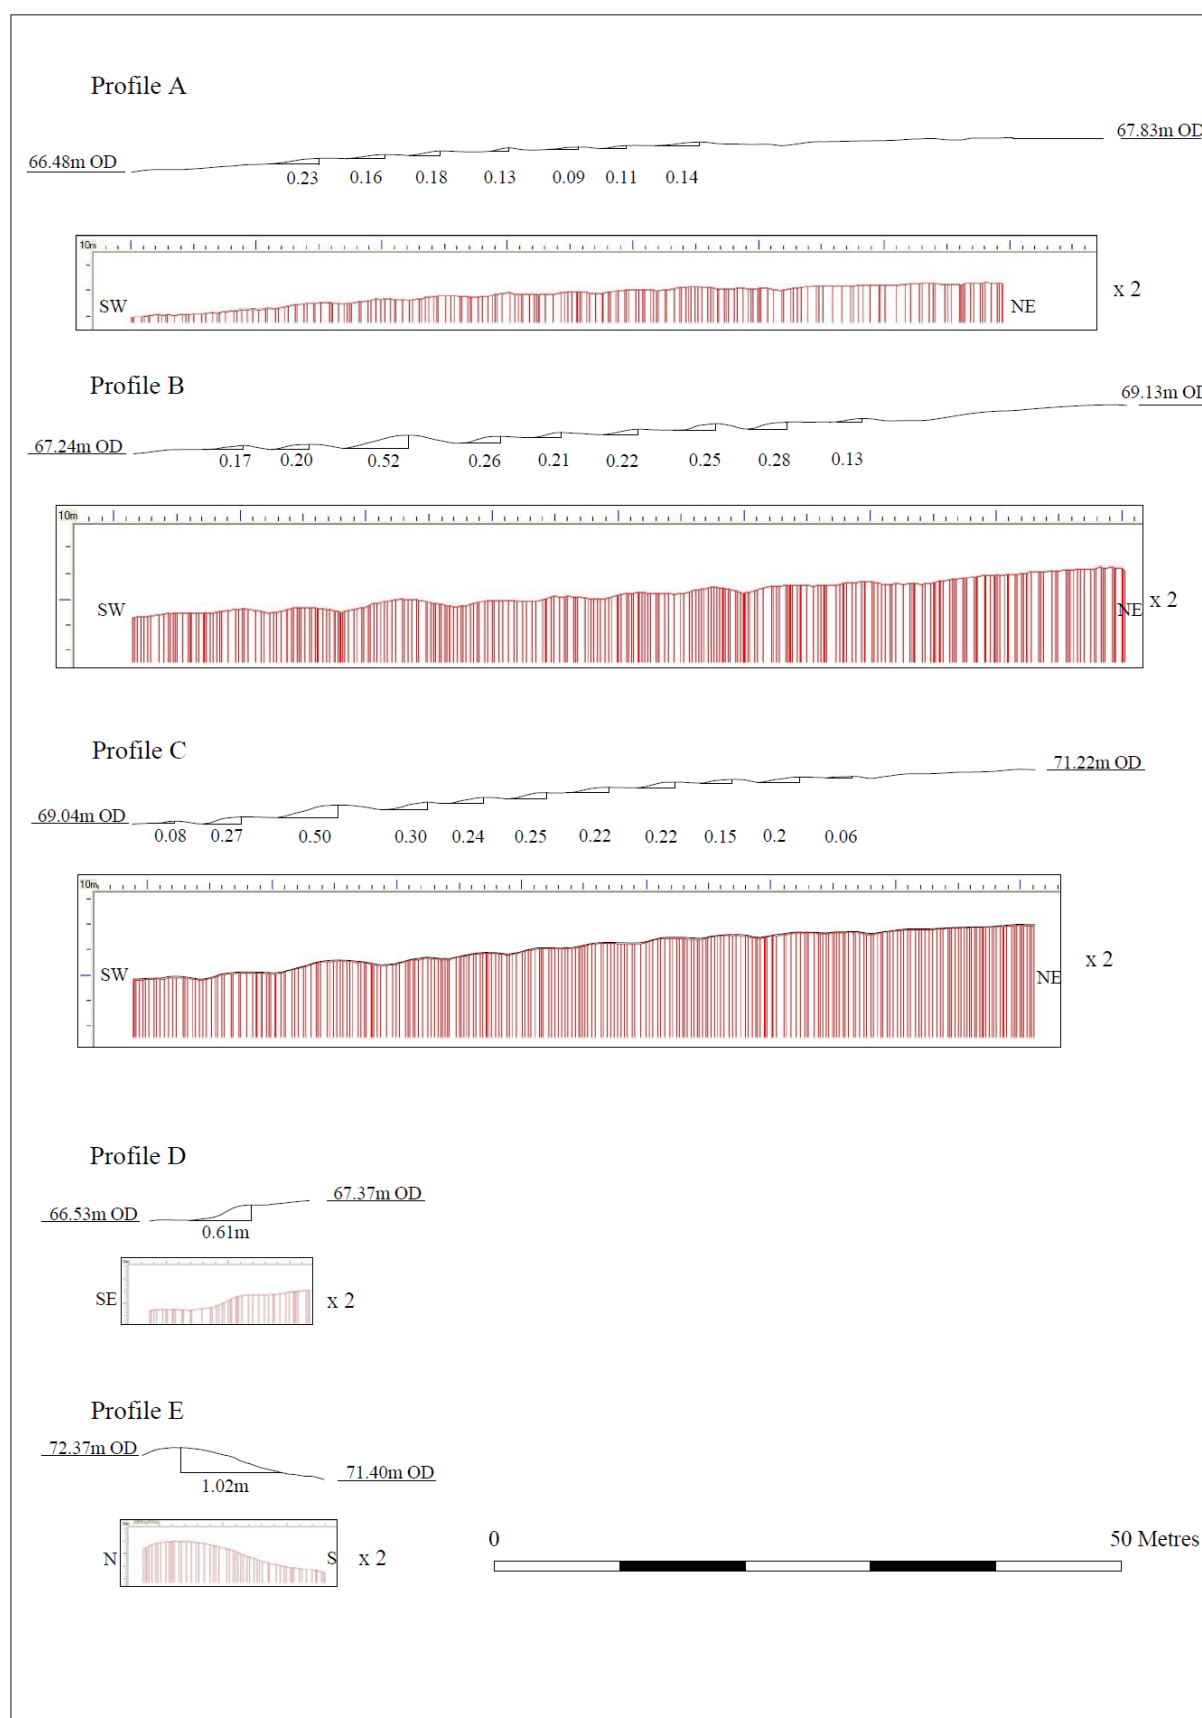 Profile A
67.83m OD
66.48m OD
0.23 0.16 0.18 0.13 0.09 0.11 0.14
10m
SW NE x 2
Profile B
69.13m OD
67.24m OD
0.17 0.20 0.52 0.26 0.21 0.22 0.25 0.28 0.13
10m
SW NE x 2
Profile C
71.22m OD
69.04m OD
0.08 0.27 0.50 0.30 0.24 0.25 0.22 0.22 0.15 0.2 0.06
10m
SW NE x 2
Profile D
67.37m OD
66.53m OD
0.61m
SE x 2
Profile E
72.37m OD
71.40m OD
1.02m
N S x 2
0 50 Metres